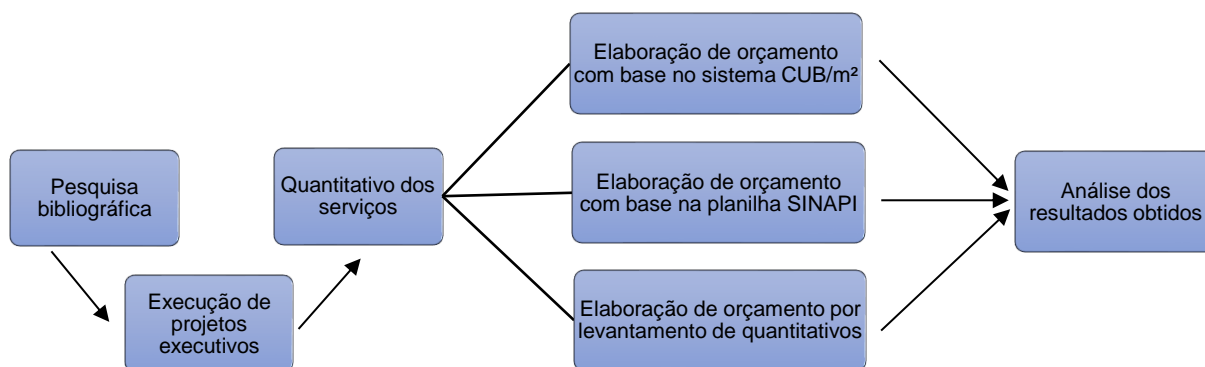 Pesquisa
bibliográfica
Execução de
projetos
executivos
Quantitativo dos
serviços
Elaboração de orçamento
com base no sistema CUB/m²
Elaboração de orçamento
com base na planilha SINAPI
Elaboração de orçamento por
levantamento de quantitativos
Análise dos
resultados obtidos